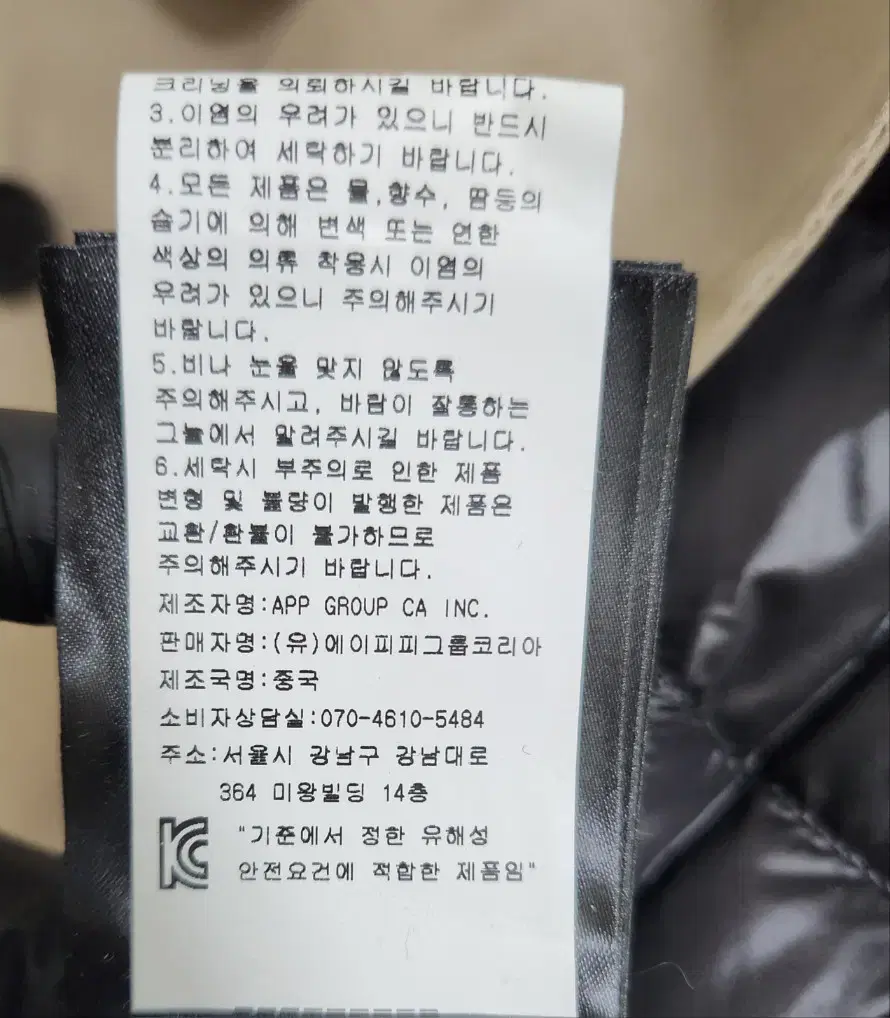 크리닝을 의뢰하시길 바랍니다.
3.이염의 우려가 있으니 반드시
분리하여 세탁하기 바랍니다.
4.모든 제품은 물,향수, 땀등의
습기에 의해 변색 또는 연한
색상의 의류 착용시 이염의
우려가 있으니 주의해주시기
바랍니다.
5.비나 눈을 맞지 않도록
주의해주시고, 바람이 잘통하는
그늘에서 말려주시길 바랍니다.
6.세탁시 부주의로 인한 제품
변형 및 불량이 발행한 제품은
교환/환불이 불가하므로
주의해주시기 바랍니다.
제조자명:APP GROUP CA INC.
판매자명:(유)에이피피그룹코리아
제조국명:중국
소비자상담실:070-4610-5484
주소:서울시 강남구 강남대로
364 미왕빌딩 14층
KC "기준에서 정한 유해성
안전요건에 적합한 제품임"